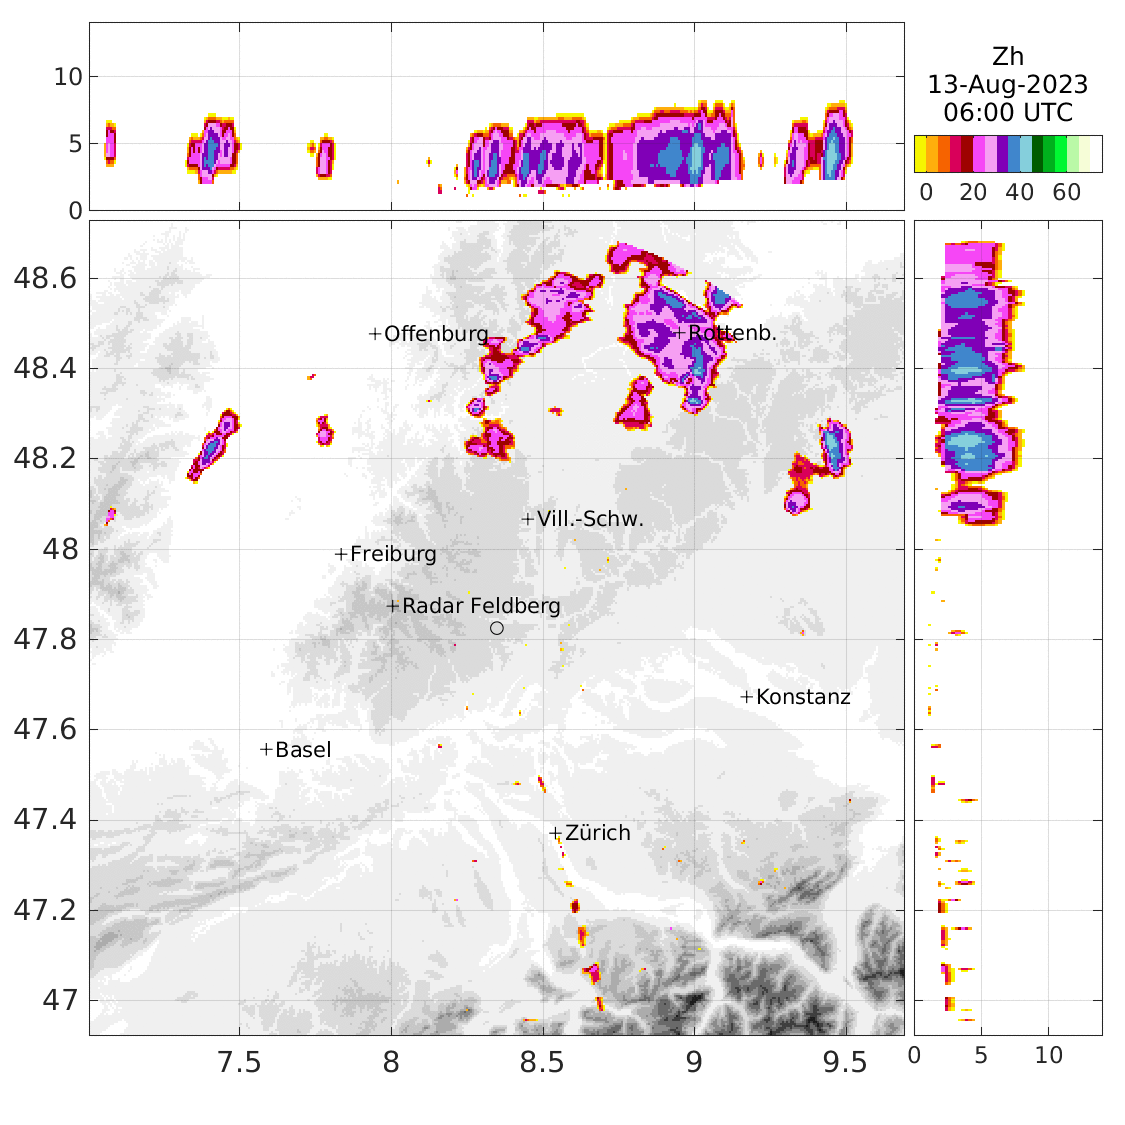 10
5
0
Zh
13-Aug-2023
06:00 UTC
0 20 40 60
48.6
48.4
48.2
48
47.8
47.6
47.4
47.2
47
+Offenburg
+Rottenb.
+Vill.-Schw.
+Freiburg
+Radar Feldberg
+Konstanz
+Basel
+Zürich
7.5 8 8.5 9 9.5
0 5 10